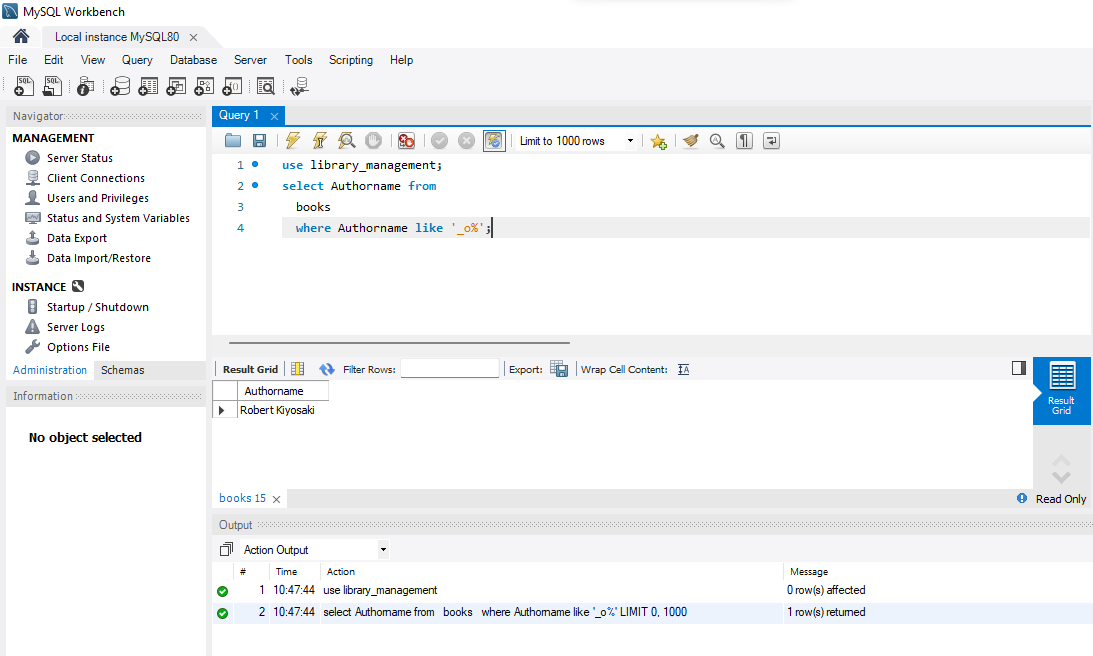 MySQL Workbench
Local instance MySQL80
File Edit View Query Database Server Tools Scripting Help
Navigator
MANAGEMENT
Server Status
Client Connections
Users and Privileges
Status and System Variables
Data Export
Data Import/Restore
INSTANCE
Startup / Shutdown
Server Logs
Options File
Administration Schemas
Information
No object selected
Query 1
Limit to 1000 rows
1 use library_management;
2 select Authorname from
3 books
4 where Authorname like '_o%';
Result Grid Filter Rows: Export: Wrap Cell Content:
Authorname
Robert Kiyosaki
Result
Grid
books 15
Read Only
Output
Action Output
# Time Action Message
1 10:47:44 use library_management 0 row(s) affected
2 10:47:44 select Authorname from books where Authorname like '_o%' LIMIT 0, 1000 1 row(s) returned